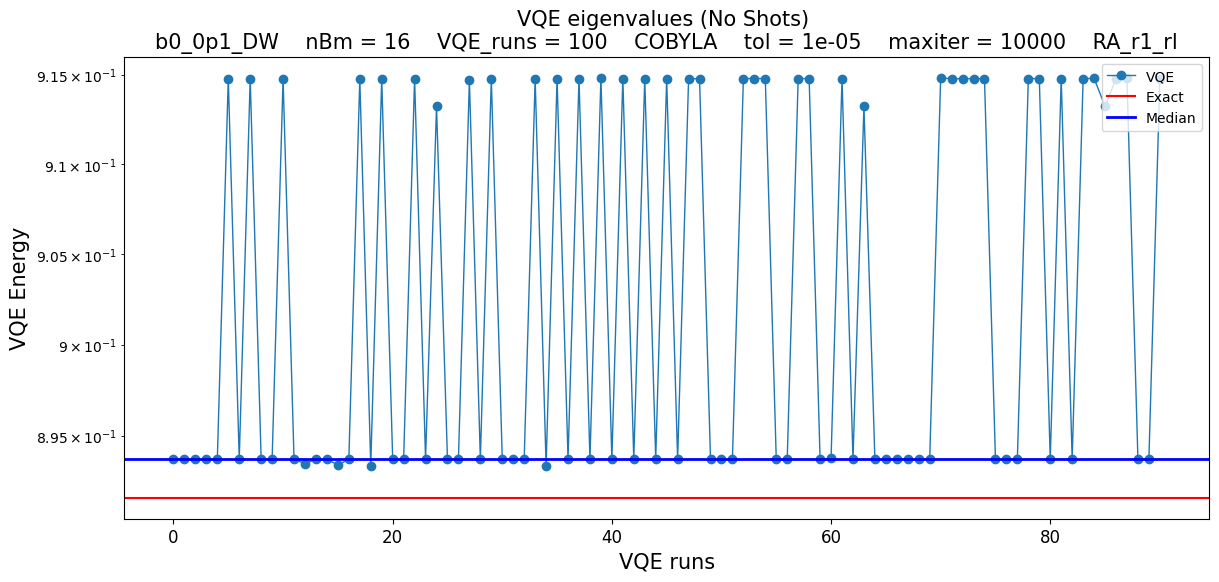 VQE eigenvalues (No Shots)
b0_0p1_DW nBm = 16 VQE_runs = 100 COBYLA tol = 1e-05 maxiter = 10000 RA_r1_rl
VQE Energy
9.15 × 10⁻¹
9.1 × 10⁻¹
9.05 × 10⁻¹
9 × 10⁻¹
8.95 × 10⁻¹
VQE
Exact
Median
0 20 40 60 80
VQE runs